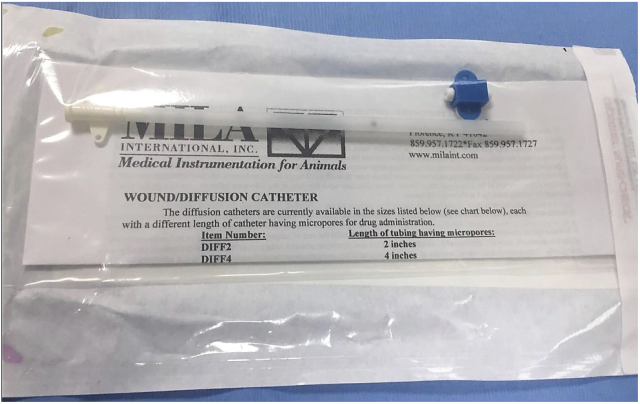 MILA
INTERNATIONAL, INC.
Medical Instrumentation for Animals
859.957.1722*Fax 859.957.1727
www.milaint.com
WOUND/DIFFUSION CATHETER
The diffusion catheters are currently available in the sizes listed below (see chart below), each
with a different length of catheter having micropores for drug administration.
Item Number: Length of tubing having micropores:
DIFF2 2 inches
DIFF4 4 inches